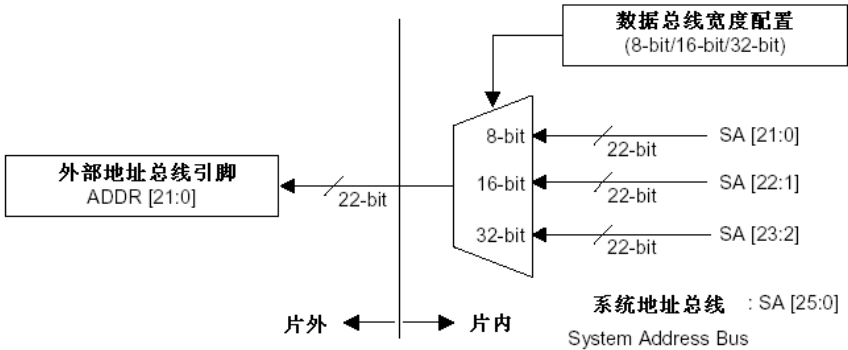 数据总线宽度配置
(8-bit/16-bit/32-bit)
8-bit
22-bit
SA [21:0]
外部地址总线引脚
ADDR [21:0]
22-bit
16-bit
22-bit
SA [22:1]
32-bit
22-bit
SA [23:2]
系统地址总线 : SA [25:0]
片外
片内
System Address Bus